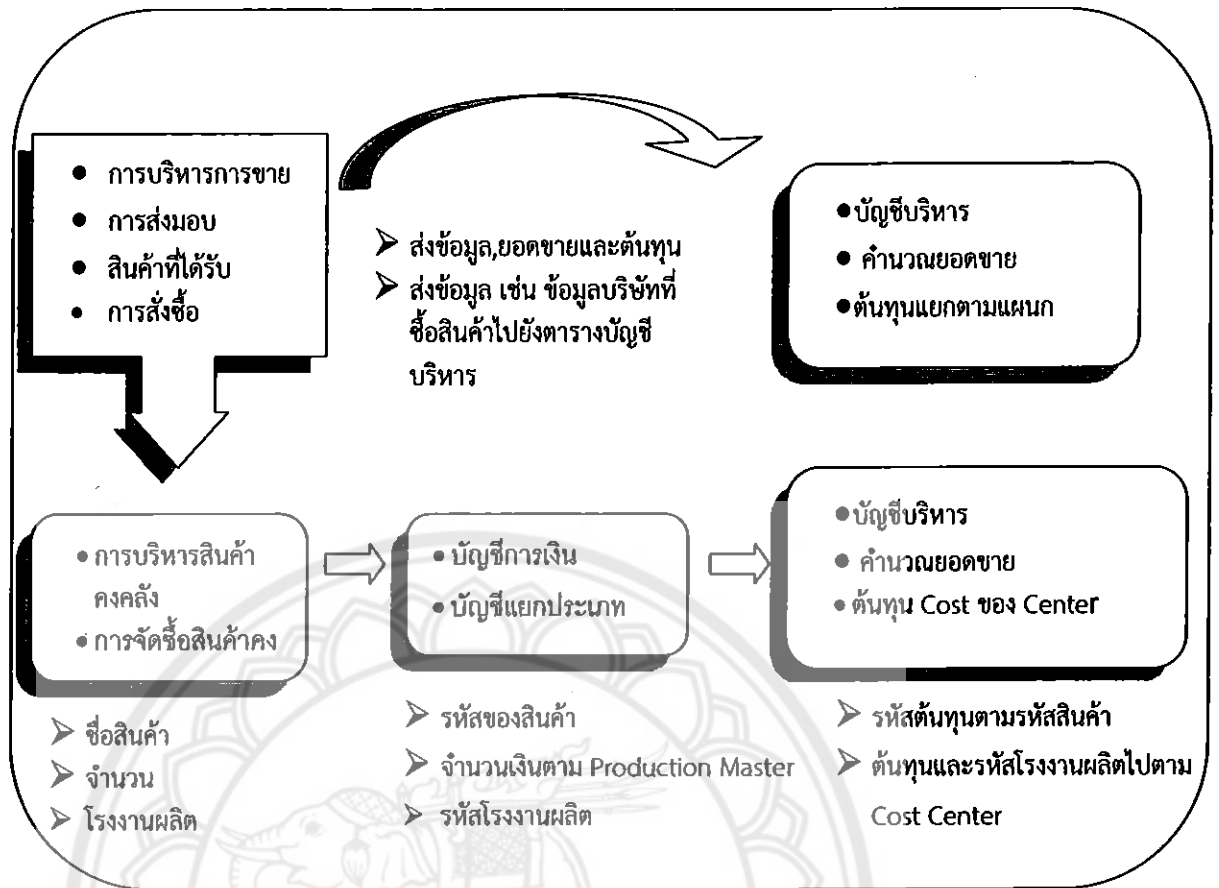 ● การบริหารการขาย
● การส่งมอบ
● สินค้าที่ได้รับ
● การสั่งซื้อ
➢ ส่งข้อมูล,ยอดขายและต้นทุน
➢ ส่งข้อมูล เช่น ข้อมูลบริษัทที่
ซื้อสินค้าไปยังตารางบัญชี
บริหาร
●บัญชีบริหาร
● คำนวณยอดขาย
●ต้นทุนแยกตามแผนก
● การบริหารสินค้า
คงคลัง
● การจัดซื้อสินค้าคง
● บัญชีการเงิน
● บัญชีแยกประเภท
●บัญชีบริหาร
● คำนวณยอดขาย
● ต้นทุน Cost ของ Center
➢ ชื่อสินค้า
➢ จำนวน
➢ โรงงานผลิต
➢ รหัสของสินค้า
➢ จำนวนเงินตาม Production Master
➢ รหัสโรงงานผลิต
➢ รหัสต้นทุนตามรหัสสินค้า
➢ ต้นทุนและรหัสโรงงานผลิตไปตาม
Cost Center